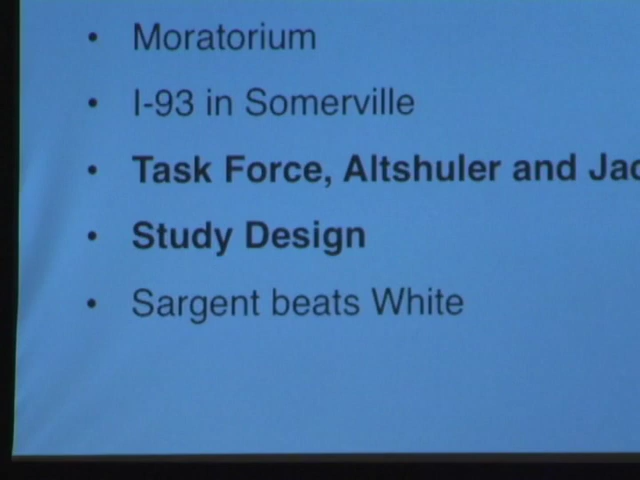 • Moratorium
• I-93 in Somerville
• Task Force, Altshuler and
• Study Design
• Sargent beats White